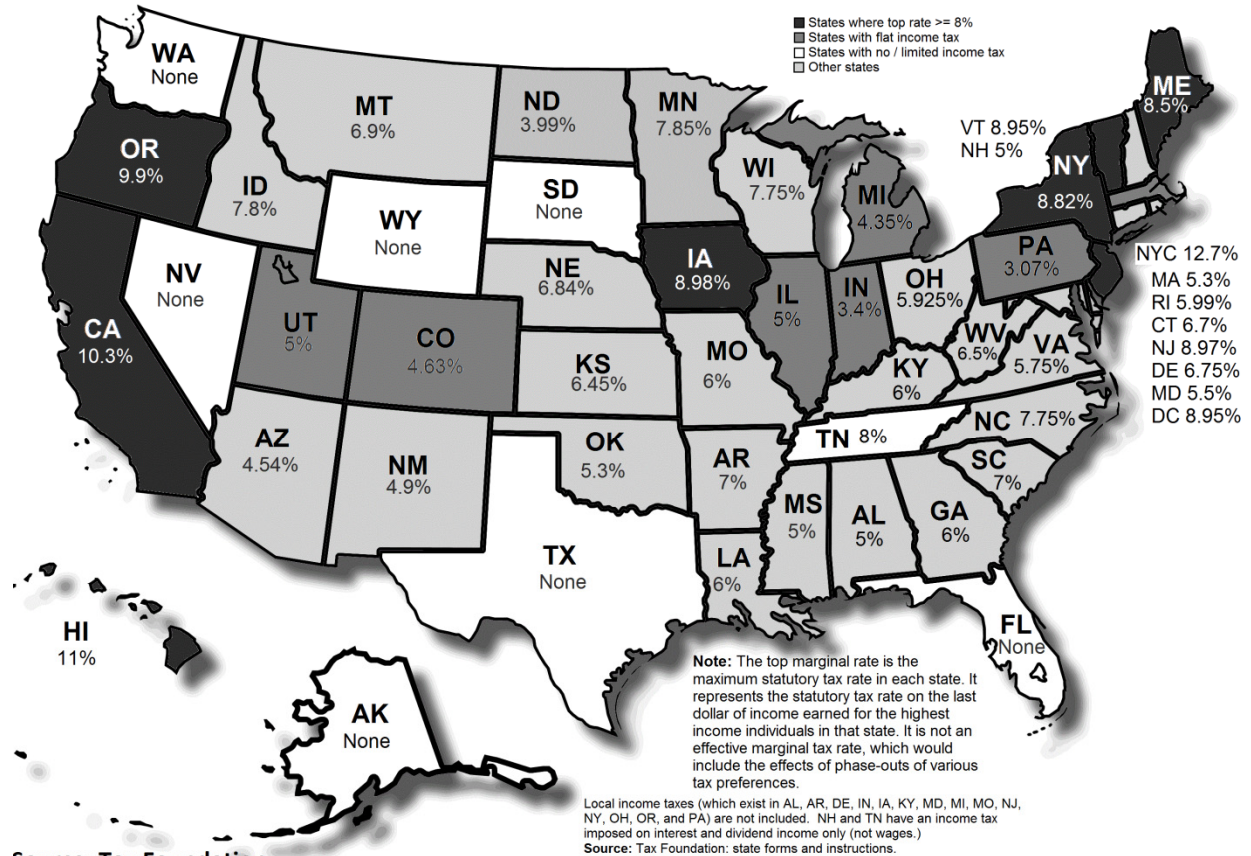 States where top rate >= 8%
States with flat income tax
States with no / limited income tax
Other states
WA
None
OR
9.9%
CA
10.3%
NV
None
ID
7.8%
MT
6.9%
WY
None
UT
5%
CO
4.63%
AZ
4.54%
NM
4.9%
ND
3.99%
SD
None
NE
6.84%
KS
6.45%
OK
5.3%
TX
None
MN
7.85%
IA
8.98%
MO
6%
AR
7%
LA
6%
WI
7.75%
IL
5%
MI
4.35%
IN
3.4%
OH
5.925%
KY
6%
TN 8%
MS
5%
AL
5%
GA
6%
FL
None
SC
7%
NC 7.75%
VA
5.75%
WV
6.5%
PA
3.07%
NY
8.82%
ME
8.5%
VT 8.95%
NH 5%
NYC 12.7%
MA 5.3%
RI 5.99%
CT 6.7%
NJ 8.97%
DE 6.75%
MD 5.5%
DC 8.95%
HI
11%
AK
None
Note: The top marginal rate is the
maximum statutory tax rate in each state. It
represents the statutory tax rate on the last
dollar of income earned for the highest
income individuals in that state. It is not an
effective marginal tax rate, which would
include the effects of phase-outs of various
tax preferences.
Local income taxes (which exist in AL, AR, DE, IN, IA, KY, MD, MI, MO, NJ,
NY, OH, OR, and PA) are not included. NH and TN have an income tax
imposed on interest and dividend income only (not wages.)
Source: Tax Foundation: state forms and instructions.
Source: Tax Foundation